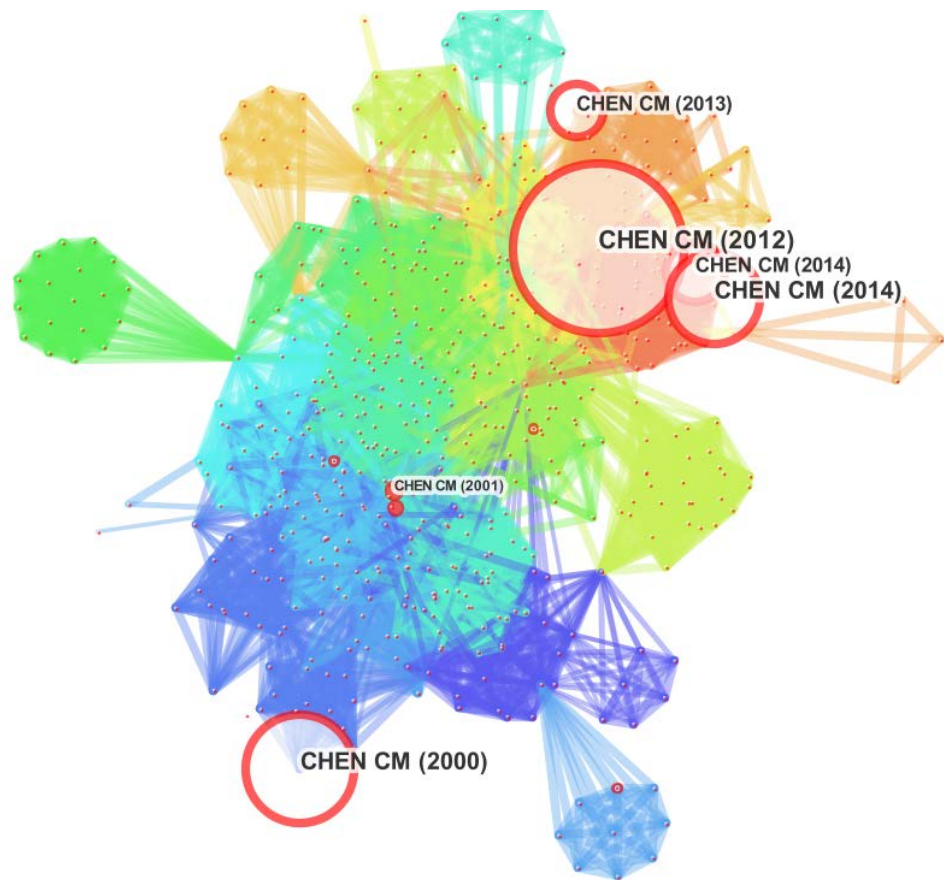 CHEN CM (2013)
CHEN CM (2012)
CHEN CM (2014)
CHEN CM (2014)
CHEN CM (2001)
CHEN CM (2000)